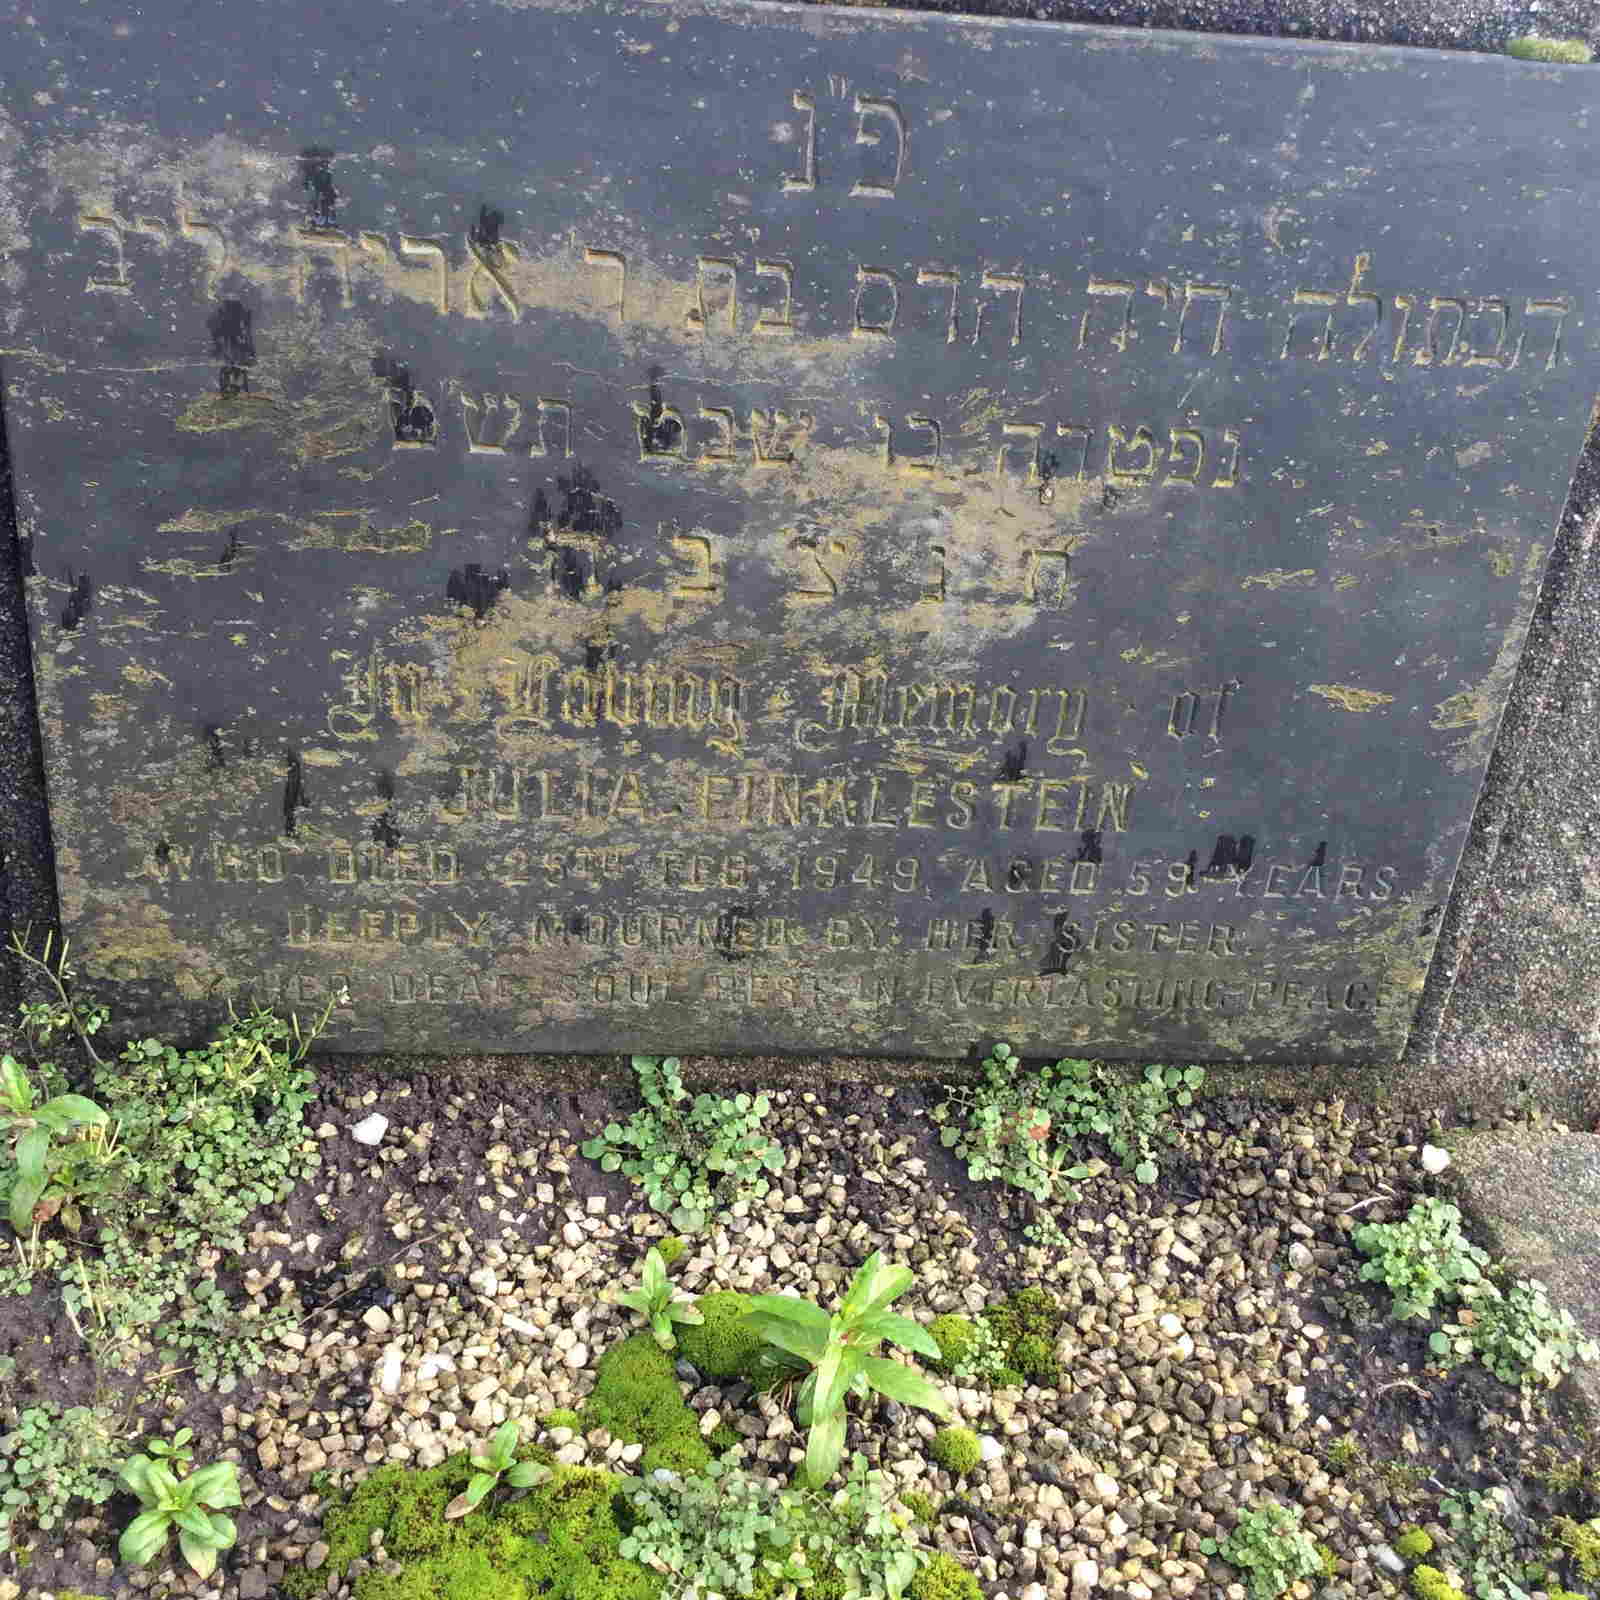 פ"נ
הבתולה חיה הדס בת ר' אריה ליב
נפטרה כו שבט תשט
ת נ צ ב ה
In Loving Memory of
JULIA FINKLESTEIN
WHO DIED 25TH FEB 1949 AGED 59 YEARS
DEEPLY MOURNED BY HER SISTER.
MAY HER DEAR SOUL REST IN EVERLASTING PEACE